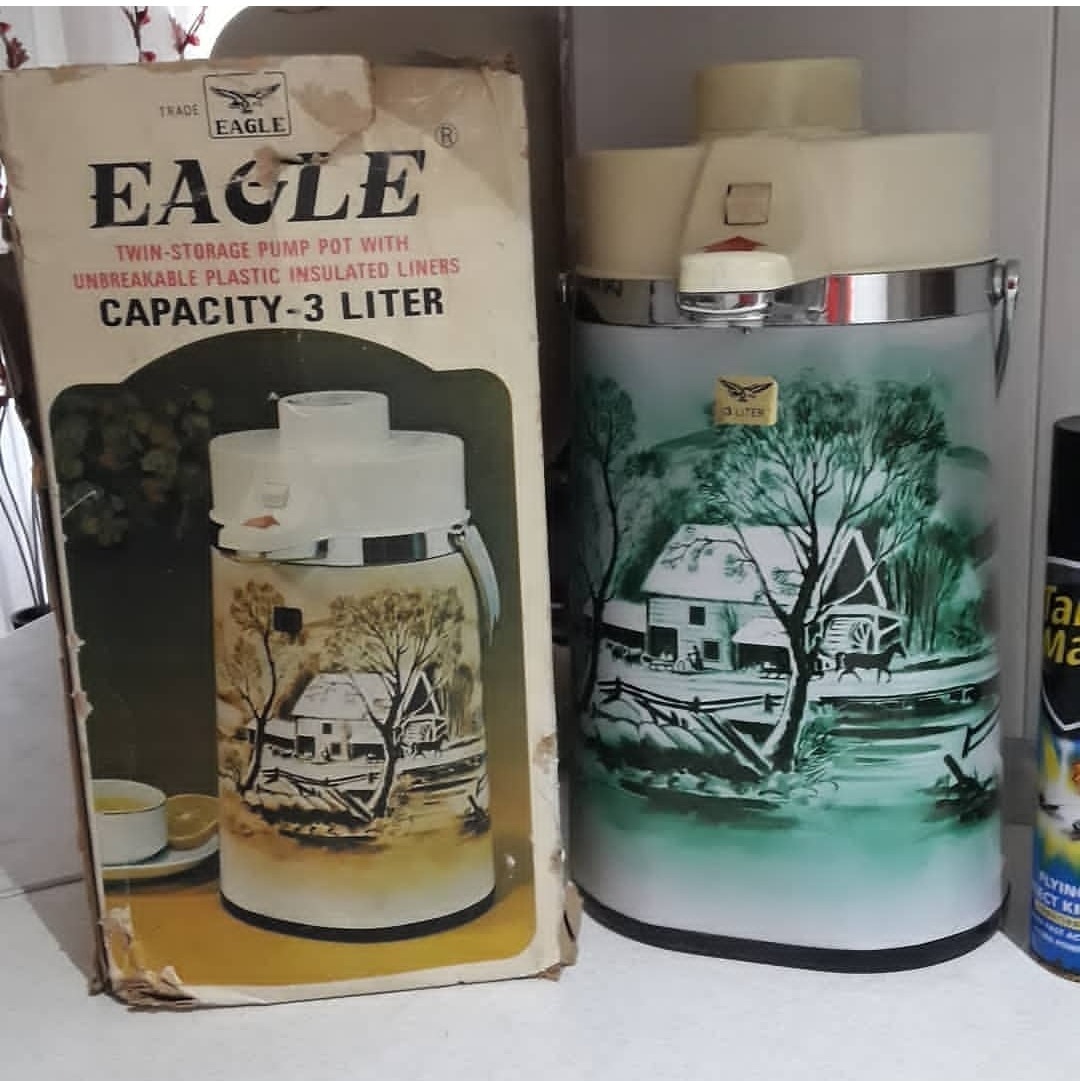 TRADE
EAGLE
EAGLE®
TWIN-STORAGE PUMP POT WITH
UNBREAKABLE PLASTIC INSULATED LINERS
CAPACITY-3 LITER
3 LITER